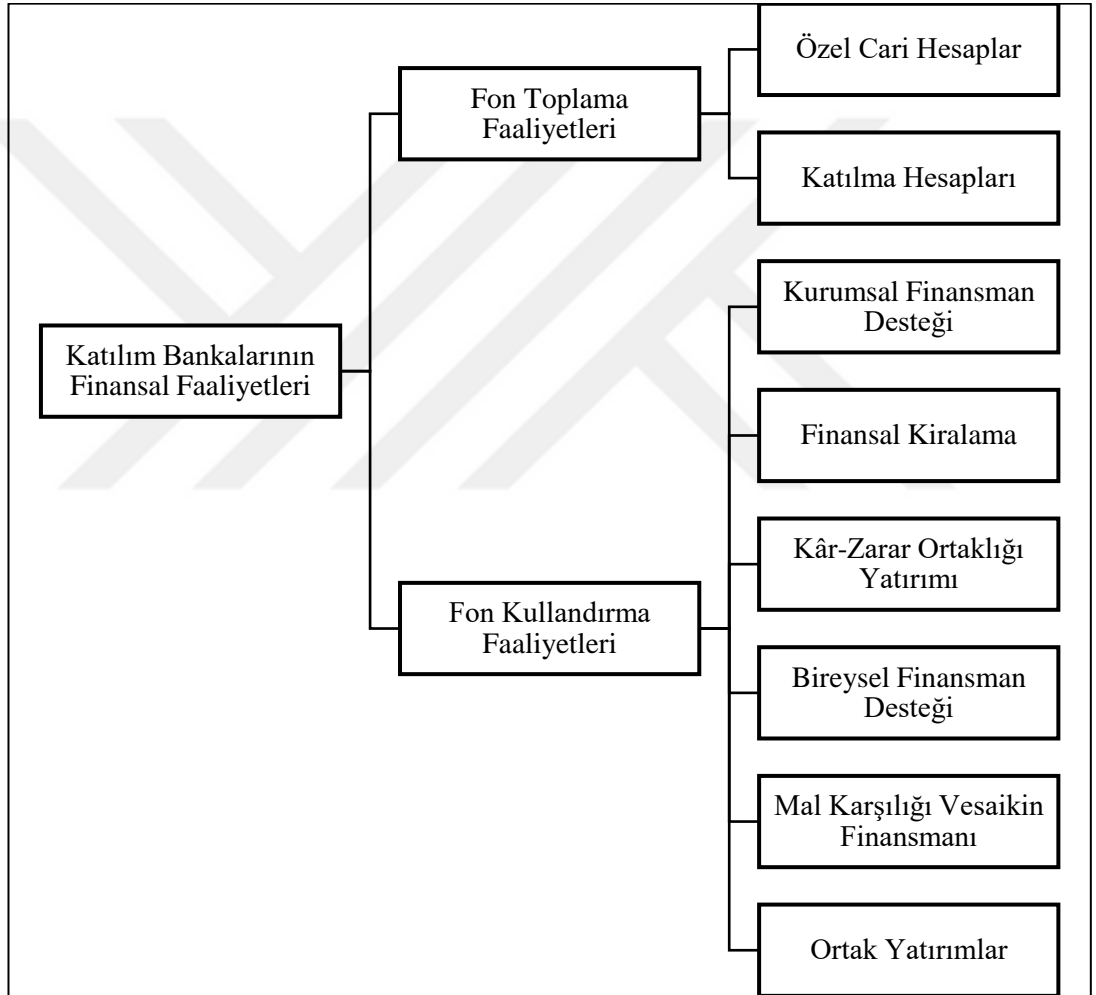 Katılım Bankalarının
Finansal Faaliyetleri
Fon Toplama
Faaliyetleri
Özel Cari Hesaplar
Katılma Hesapları
Fon Kullandırma
Faaliyetleri
Kurumsal Finansman
Desteği
Finansal Kiralama
Kâr-Zarar Ortaklığı
Yatırımı
Bireysel Finansman
Desteği
Mal Karşılığı Vesaikin
Finansmanı
Ortak Yatırımlar